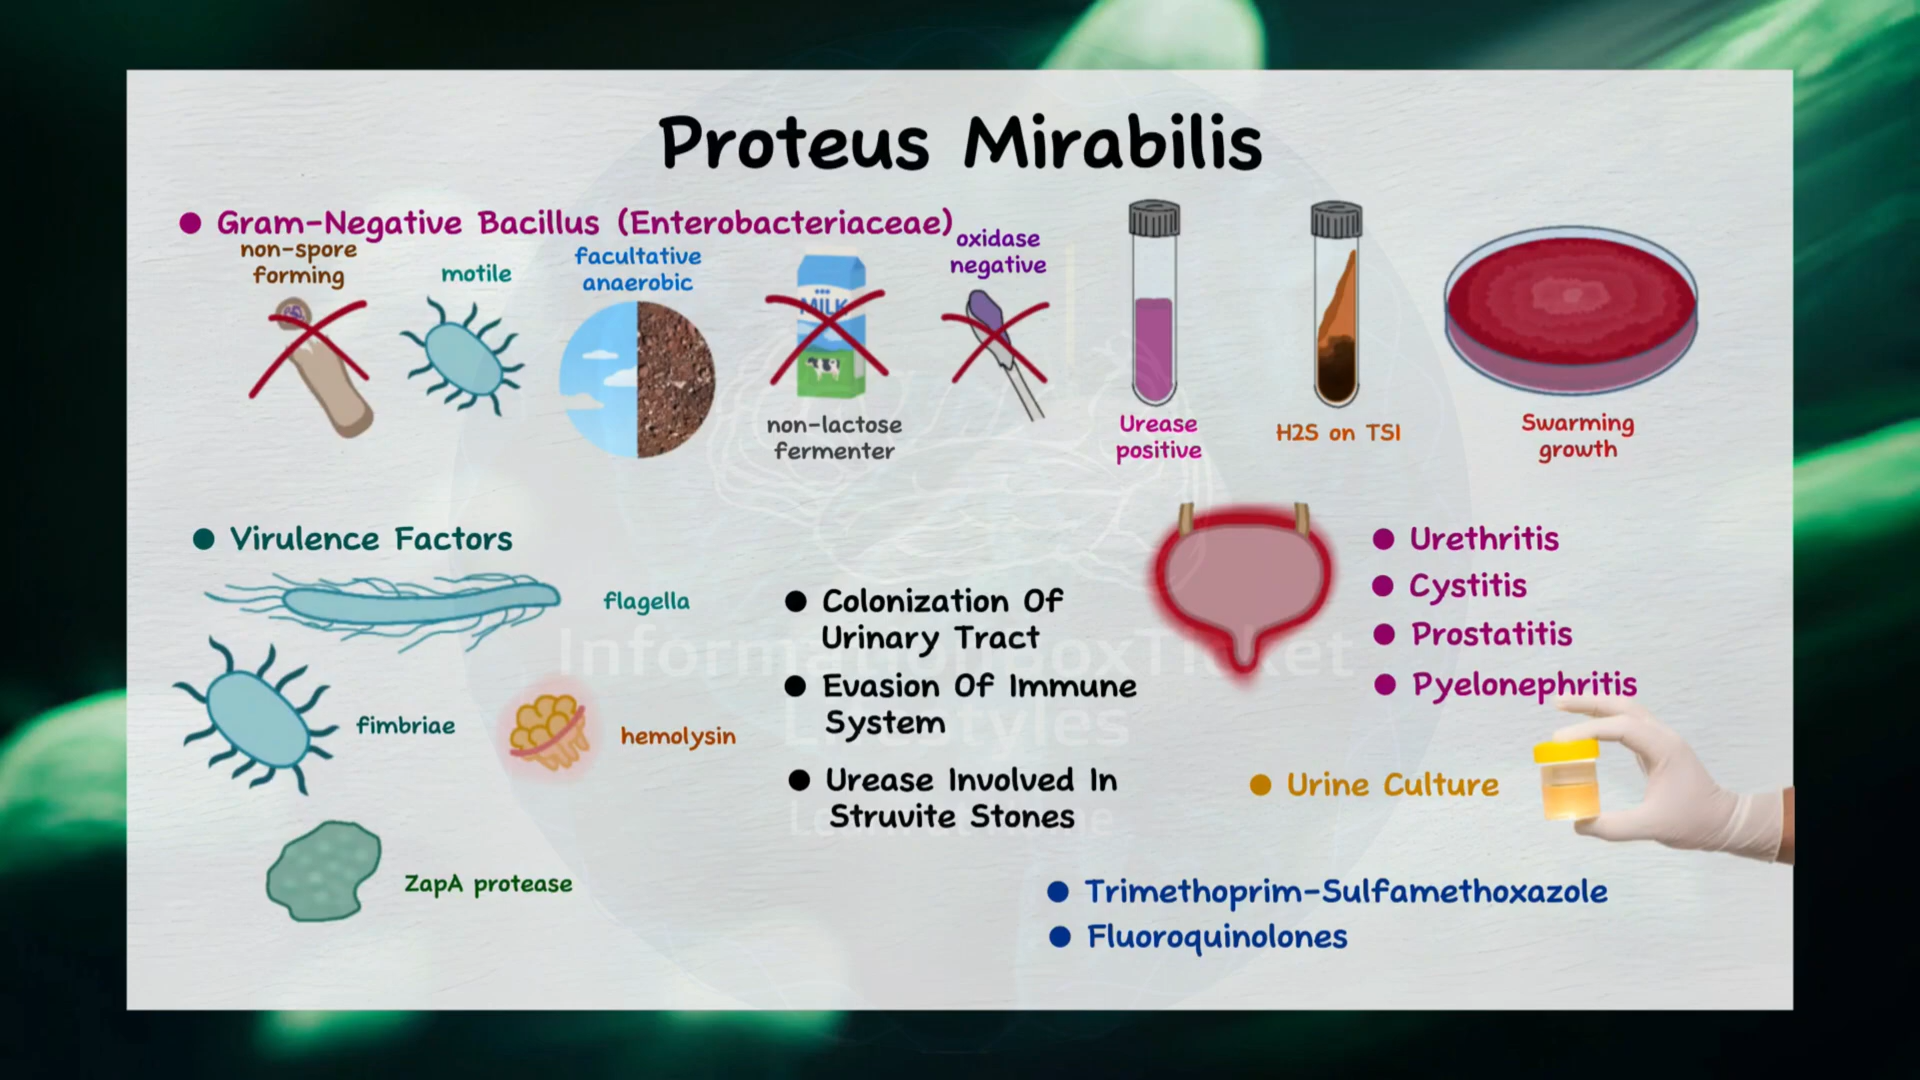 Proteus Mirabilis
● Gram-Negative Bacillus (Enterobacteriaceae)
non-spore
forming
motile
facultative
anaerobic
MILK
non-lactose
fermenter
oxidase
negative
Urease
positive
H2S on TSI
Swarming
growth
● Virulence Factors
flagella
fimbriae
hemolysin
ZapA protease
● Colonization Of
Urinary Tract
● Evasion Of Immune
System
● Urease Involved In
Struvite Stones
● Urethritis
● Cystitis
● Prostatitis
● Pyelonephritis
● Urine Culture
● Trimethoprim-Sulfamethoxazole
● Fluoroquinolones
Lifestyles